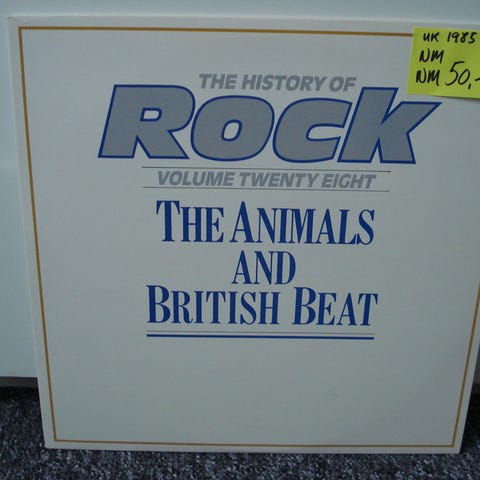 UK 1985
NM
NM 50,-
THE HISTORY OF
ROCK
VOLUME TWENTY EIGHT
THE ANIMALS
AND
BRITISH BEAT